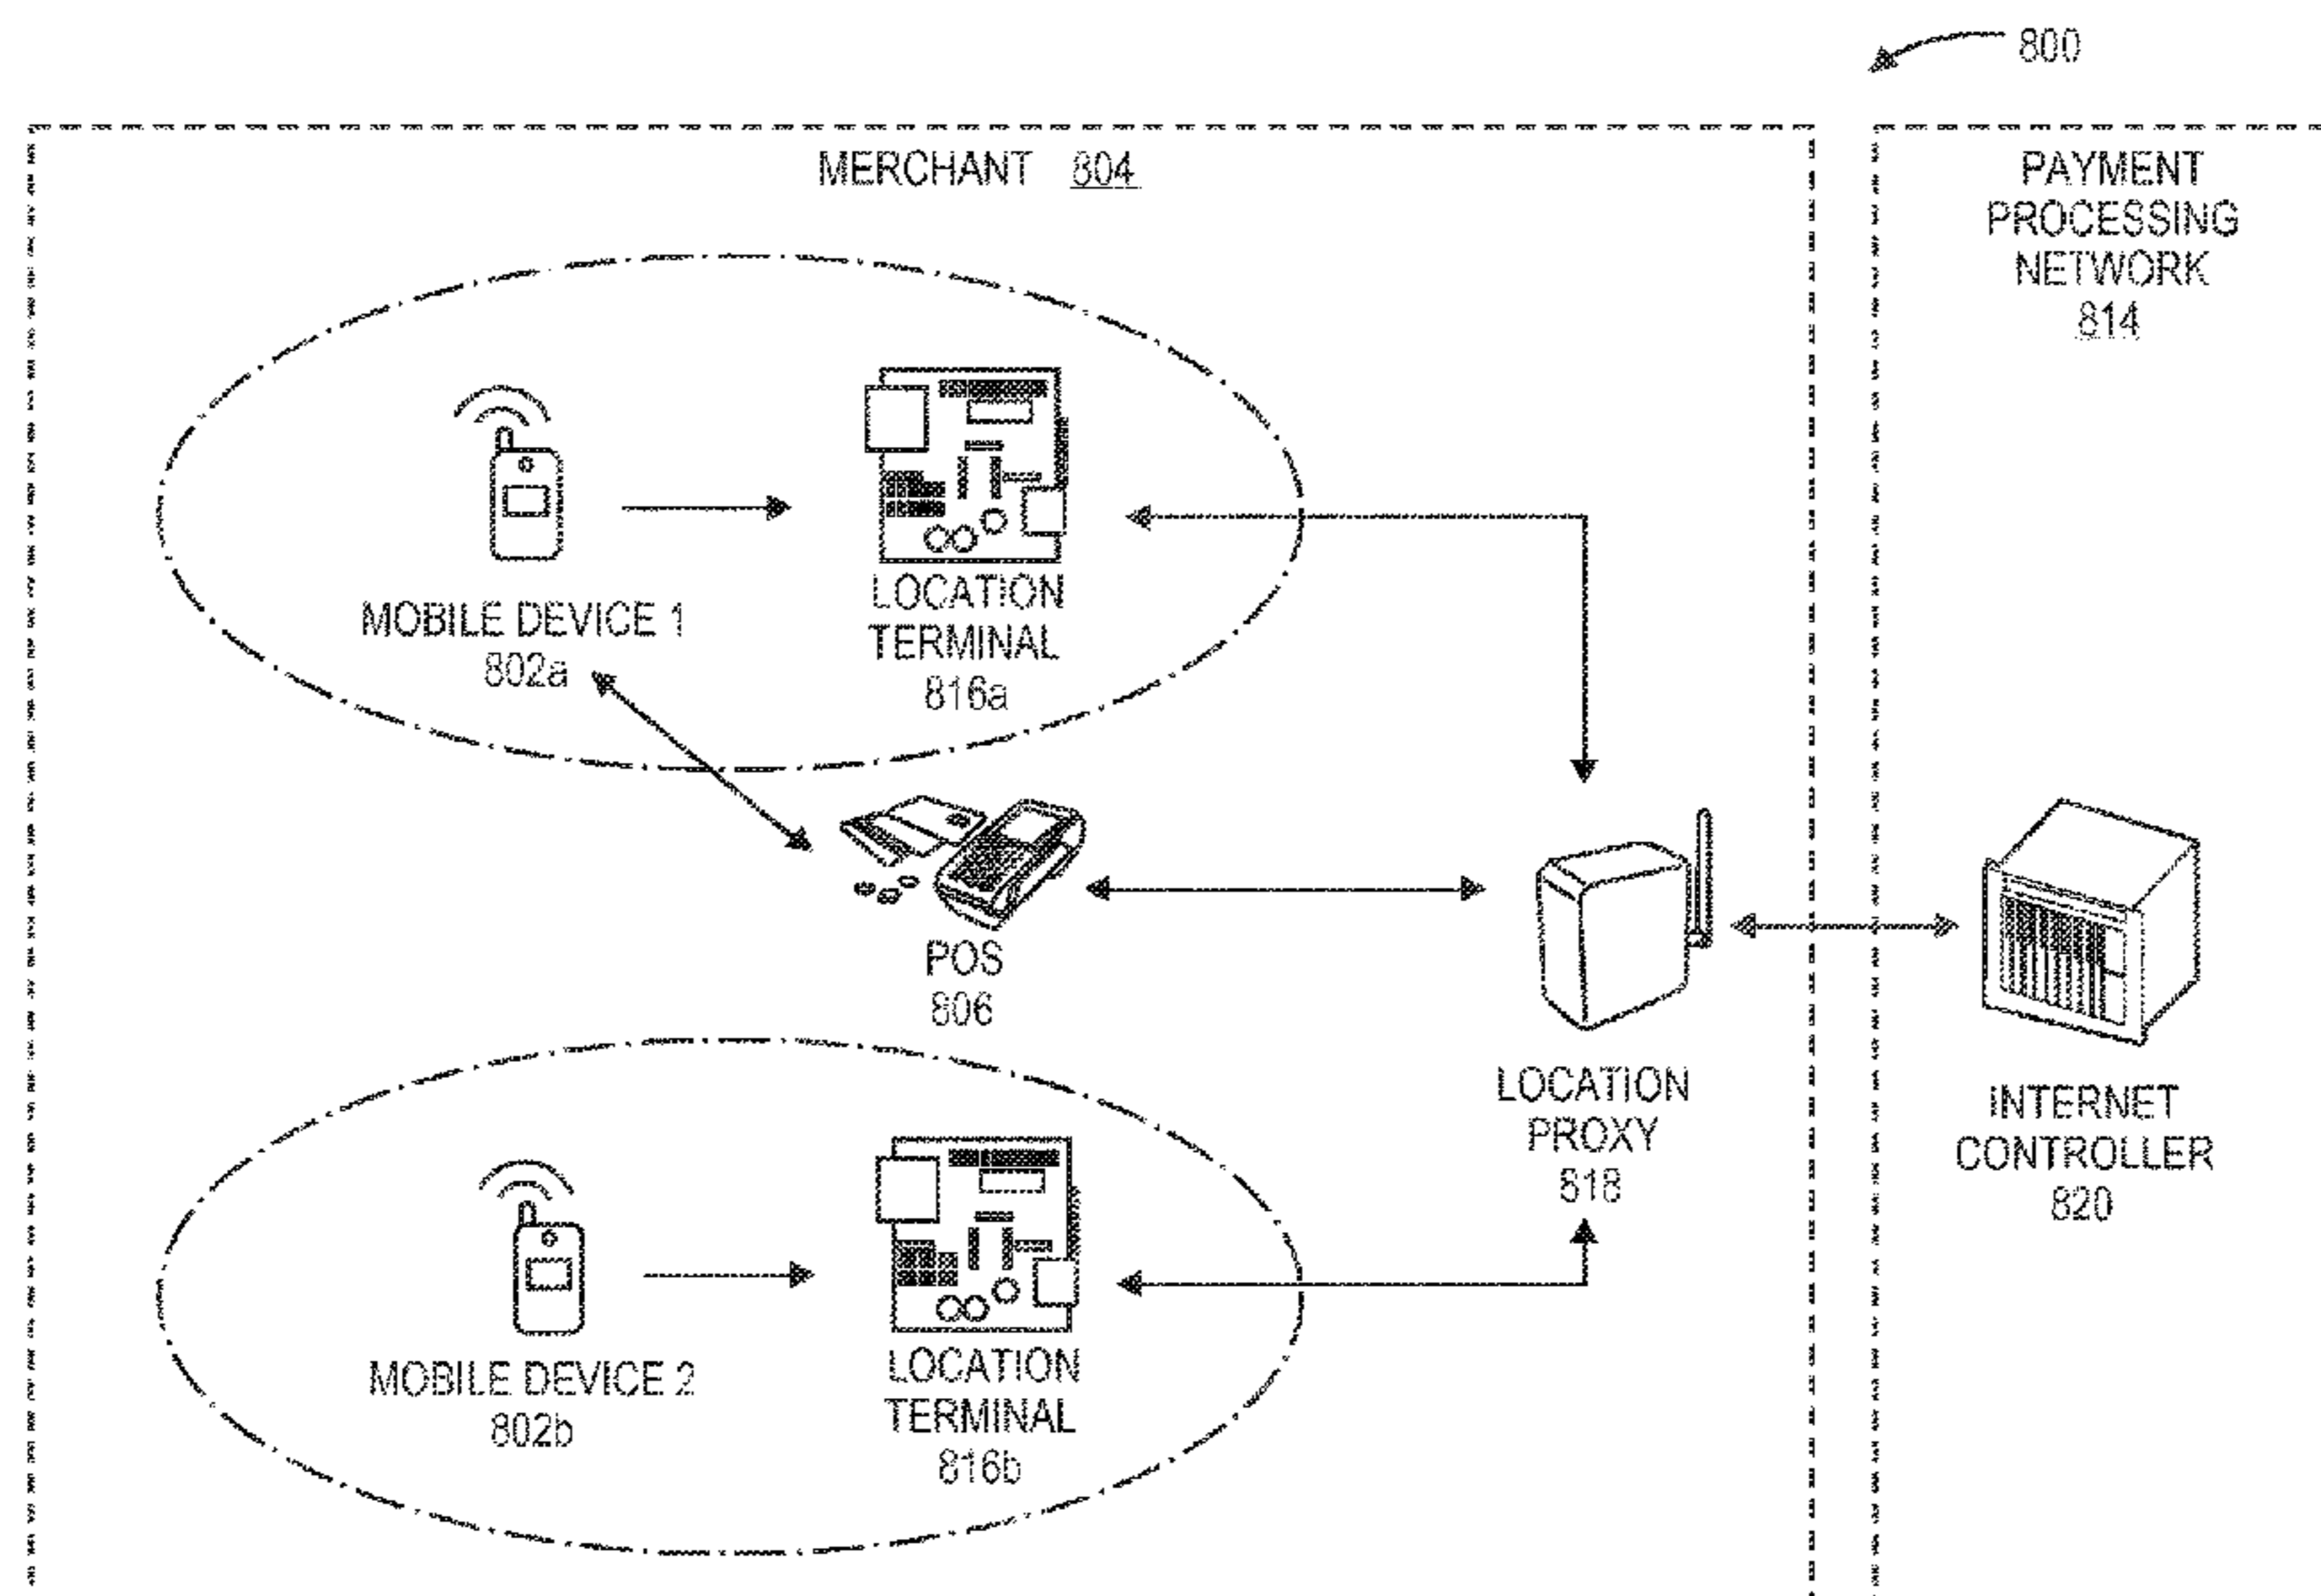 800
MERCHANT 804
PAYMENT
PROCESSING
NETWORK
814
MOBILE DEVICE 1
802a
LOCATION
TERMINAL
816a
POS
806
LOCATION
PROXY
818
INTERNET
CONTROLLER
820
MOBILE DEVICE 2
802b
LOCATION
TERMINAL
816b